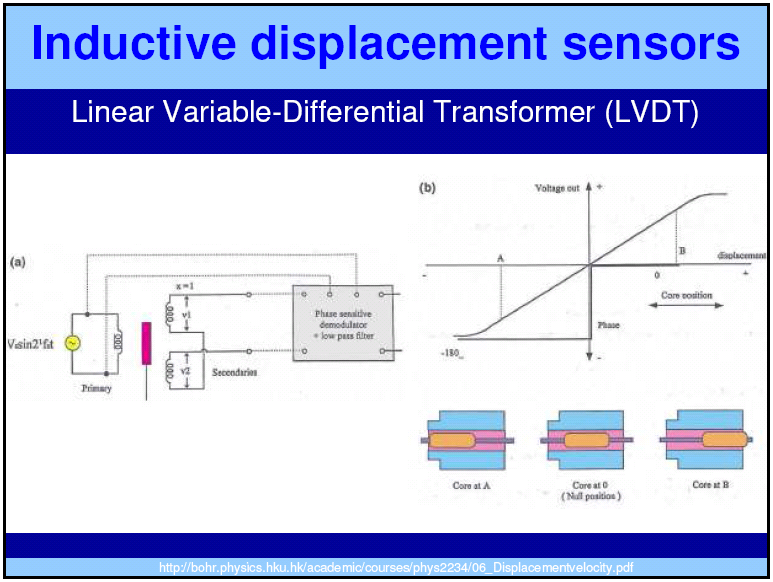 Inductive displacement sensors
Linear Variable-Differential Transformer (LVDT)
(a)
x=1
v1
v2
Primary
Secondaries
Phase sensitive
demodulator
+ low pass filter
(b)
Voltage out
+
A
B
displacement
-
0
+
Core position
Phase
-180
-
Core at A
Core at 0
( Null position )
Core at B
http://bohr.physics.hku.hk/academic/courses/phys2234/06_Displacementvelocity.pdf